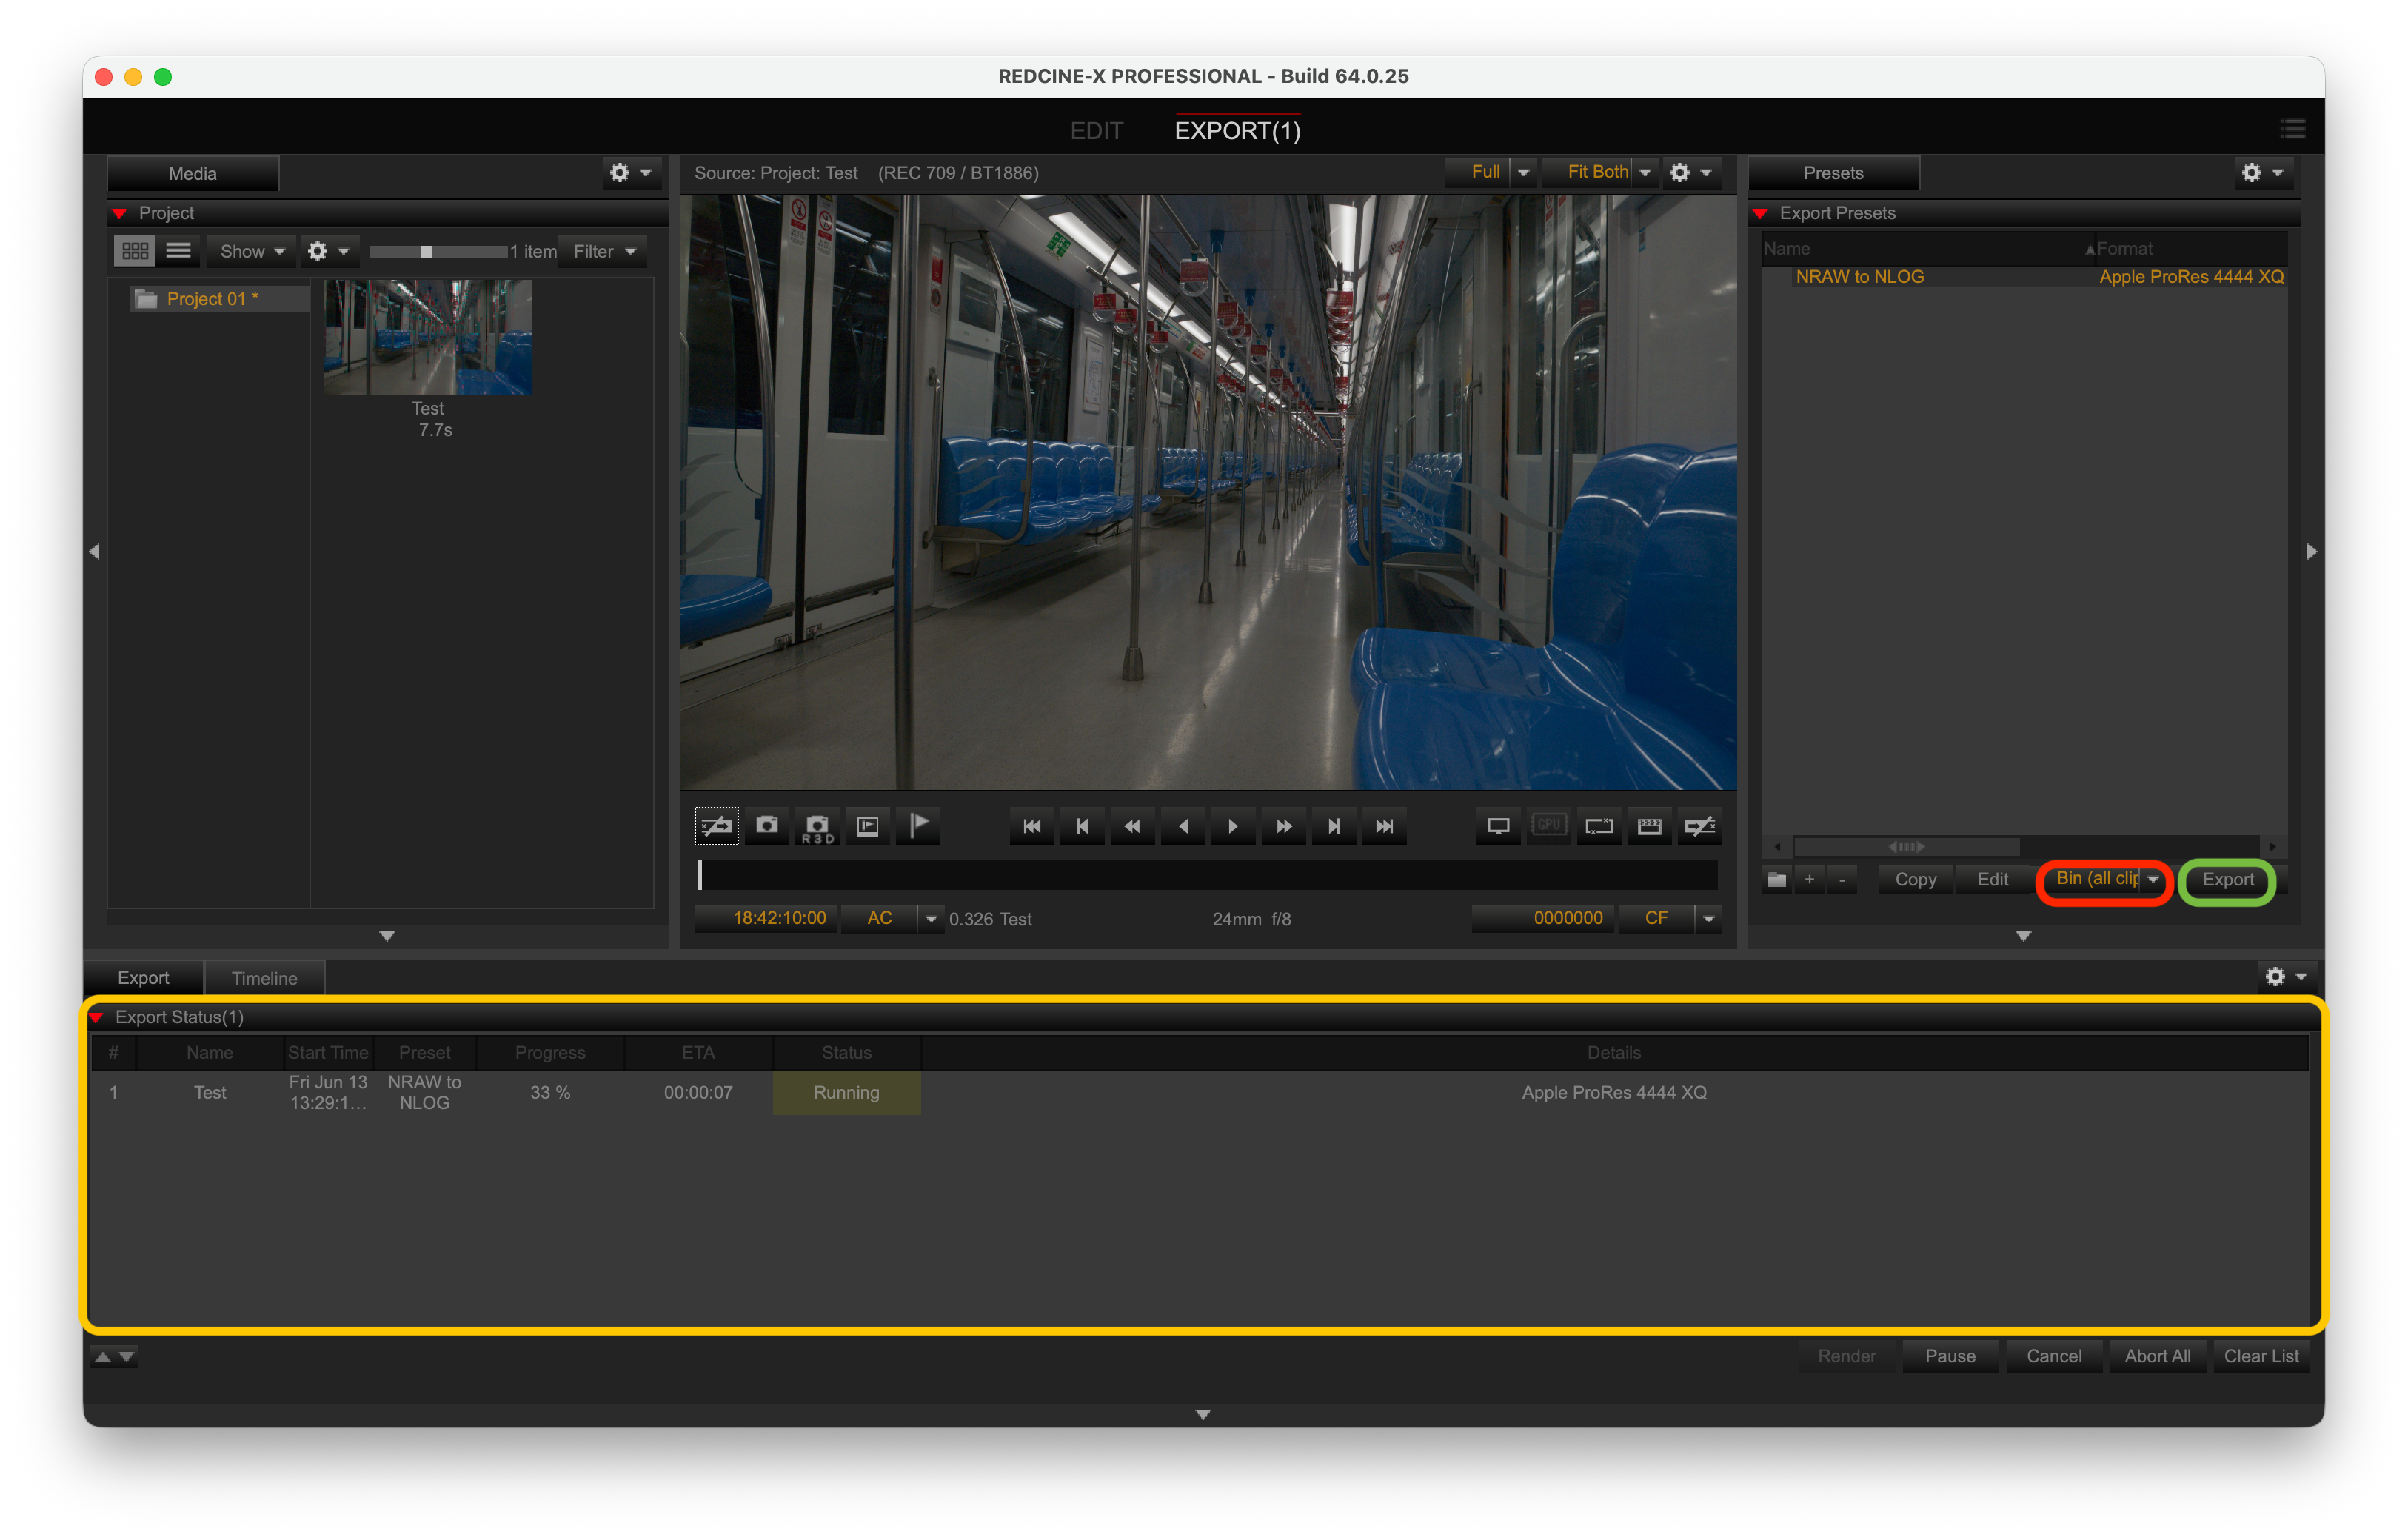 REDCINE-X PROFESSIONAL - Build 64.0.25
EDIT
EXPORT(1)
Media
Source: Project: Test (REC 709 / BT1886)
Full
Fit Both
Presets
Project
Export Presets
Show
1 item
Filter
Name
Format
Project 01 *
NRAW to NLOG
Apple ProRes 4444 XQ
Test
7.7s
R3D
GPU
+
-
Copy
Edit
Bin (all clip
Export
18:42:10:00
AC
0.326 Test
24mm f/8
0000000
CF
Export
Timeline
Export Status(1)
#
Name
Start Time
Preset
Progress
ETA
Status
Details
1
Test
Fri Jun 13
13:29:1…
NRAW to
NLOG
33 %
00:00:07
Running
Apple ProRes 4444 XQ
Render
Pause
Cancel
Abort All
Clear List